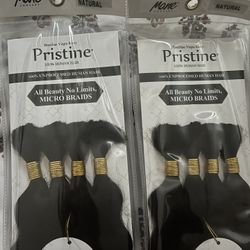 Mane
NATURAL
Pristine
100% HUMAN HAIR
100% UNPROCESSED HUMAN HAIR
All Beauty No Limits,
MICRO BRAIDS
Mane
NATURAL
Pristine
100% HUMAN HAIR
100% UNPROCESSED HUMAN HAIR
All Beauty No Limits,
MICRO BRAIDS